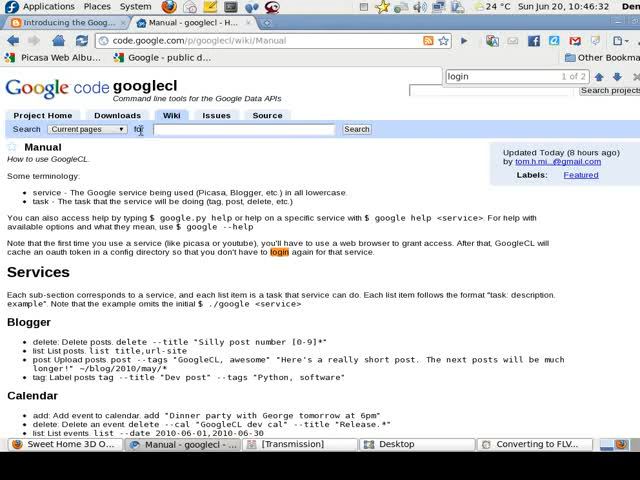 Applications Places System 24 °C Sun Jun 20, 10:46:32 Den
Introducing the Goog... Manual - googlecl - H...
code.google.com/p/googlecl/wiki/Manual
Picasa Web Albu... Google - public d... Other Bookma
login 1 of 2
Google code googlecl
Command line tools for the Google Data APIs
Search projects
Project Home Downloads Wiki Issues Source
Search Current pages for Search
Manual
How to use GoogleCL.
Updated Today (8 hours ago)
by tom.h.mi...@gmail.com
Labels: Featured
Some terminology:
service - The Google service being used (Picasa, Blogger, etc.) in all lowercase.
task - The task that the service will be doing (tag, post, delete, etc.)
You can also access help by typing $ google.py help or help on a specific service with $ google help <service>. For help with
available options and what they mean, use $ google --help
Note that the first time you use a service (like picasa or youtube), you'll have to use a web browser to grant access. After that, GoogleCL will
cache an oauth token in a config directory so that you don't have to login again for that service.
Services
Each sub-section corresponds to a service, and each list item is a task that service can do. Each list item follows the format "task: description.
example". Note that the example omits the initial $ ./google <service>
Blogger
delete: Delete posts. delete --title "Silly post number [0-9]*"
list: List posts. list title,url-site
post: Upload posts. post --tags "GoogleCL, awesome" "Here's a really short post. The next posts will be much
longer!" ~/blog/2010/may/*
tag: Label posts tag --title "Dev post" --tags "Python, software"
Calendar
add: Add event to calendar. add "Dinner party with George tomorrow at 6pm"
delete: Delete an event. delete --cal "GoogleCL dev cal" --title "Release.*"
list: List events. list --date 2010-06-01,2010-06-30
Sweet Home 3D O... Manual - googlecl - ... [Transmission] Desktop Converting to FLV...